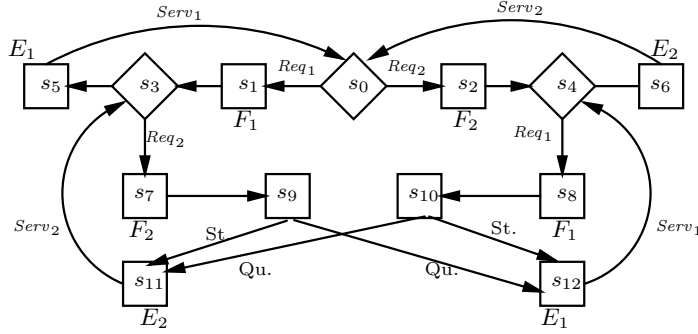 Serv₁ Serv₂
E₁ E₂
Req₁ Req₂
s₅ s₃ s₁ s₀ s₂ s₄ s₆
F₁ F₂
Req₂ Req₁
s₇ s₉ s₁₀ s₈
F₂ F₁
Serv₂ St. St. Serv₁
Qu. Qu.
s₁₁ s₁₂
E₂ E₁